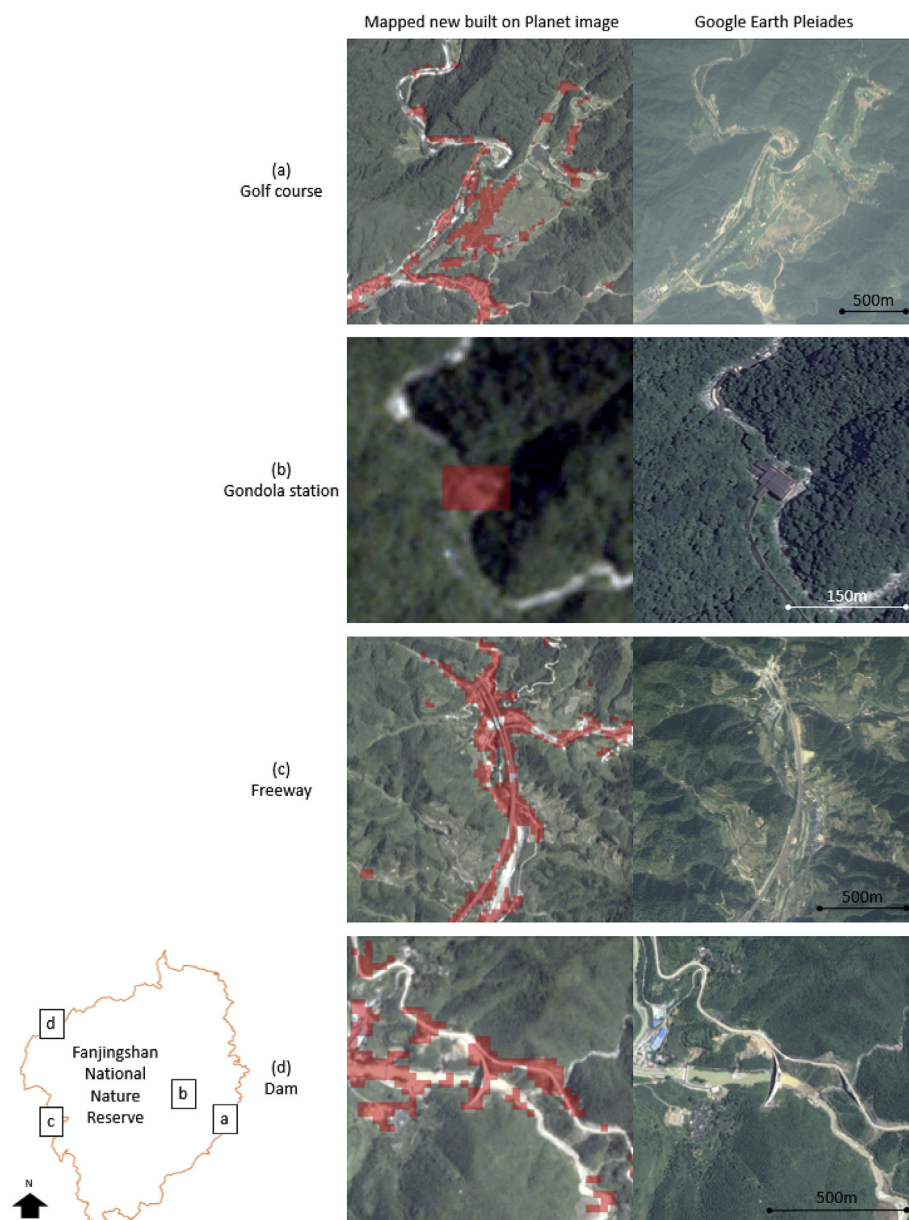 Mapped new built on Planet image
Google Earth Pleiades
(a)
Golf course
500m
(b)
Gondola station
150m
(c)
Freeway
500m
d
Fanjingshan
National
Nature
Reserve
b
c
a
N
(d)
Dam
500m